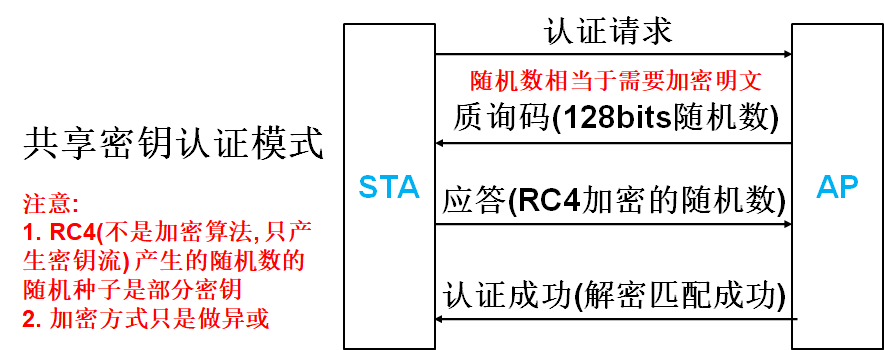 认证请求
随机数相当于需要加密明文
质询码(128bits随机数)
共享密钥认证模式
STA
AP
应答(RC4加密的随机数)
注意:
1. RC4(不是加密算法, 只产
生密钥流) 产生的随机数的
随机种子是部分密钥
2. 加密方式只是做异或
认证成功(解密匹配成功)